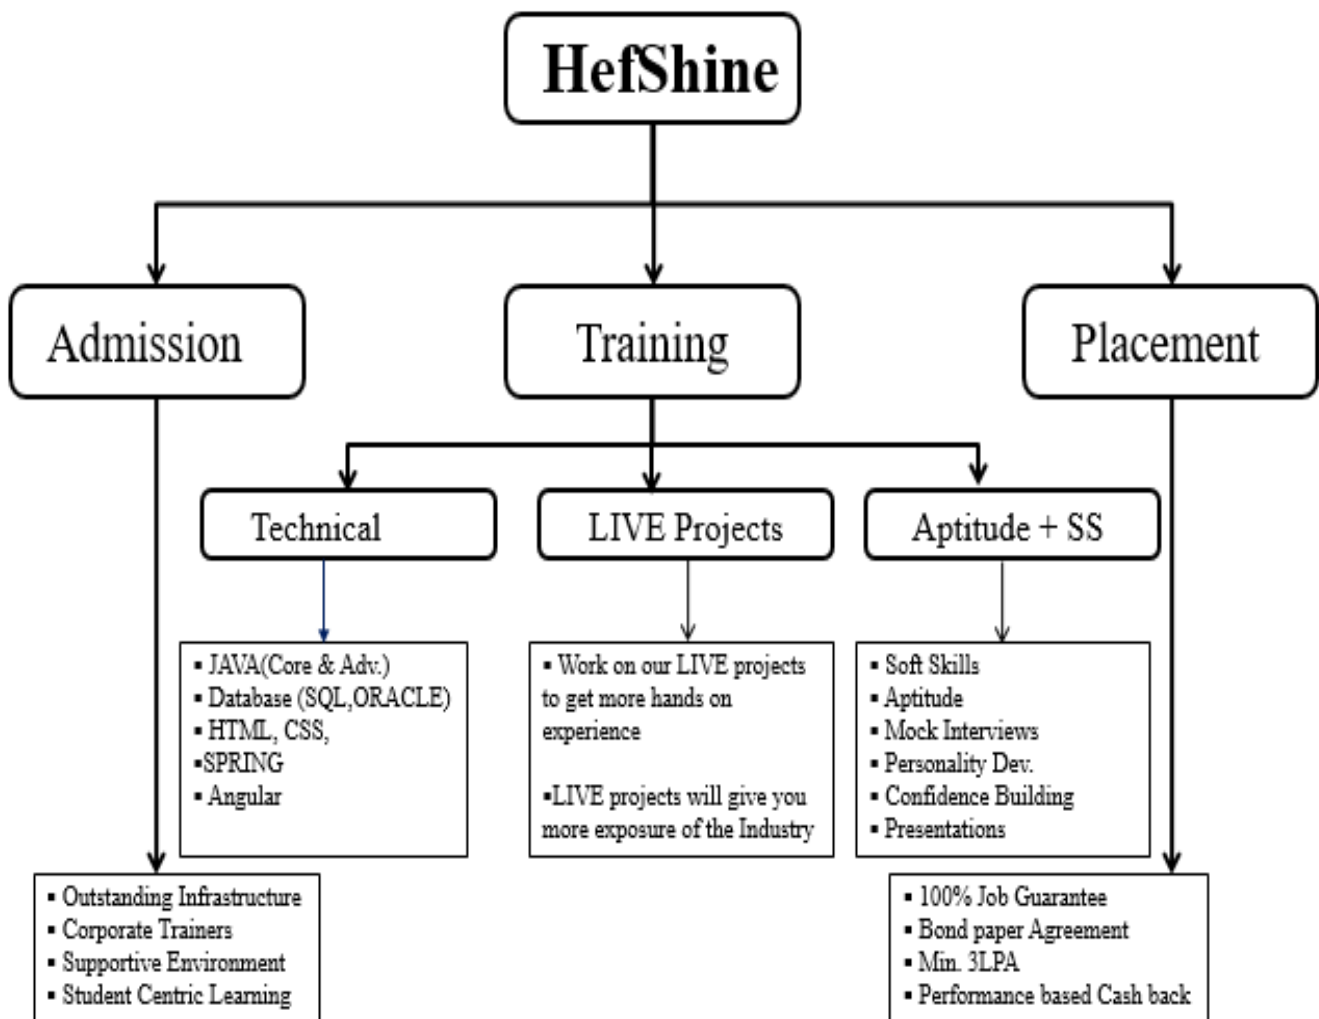 HefShine
Admission
Training
Placement
Technical
LIVE Projects
Aptitude + SS
▪ JAVA(Core & Adv.)
▪ Database (SQL,ORACLE)
▪ HTML, CSS,
▪SPRING
▪ Angular
▪ Work on our LIVE projects
to get more hands on
experience
▪LIVE projects will give you
more exposure of the Industry
▪ Soft Skills
▪ Aptitude
▪ Mock Interviews
▪ Personality Dev.
▪ Confidence Building
▪ Presentations
▪ Outstanding Infrastructure
▪ Corporate Trainers
▪ Supportive Environment
▪ Student Centric Learning
▪ 100% Job Guarantee
▪ Bond paper Agreement
▪ Min. 3LPA
▪ Performance based Cash back